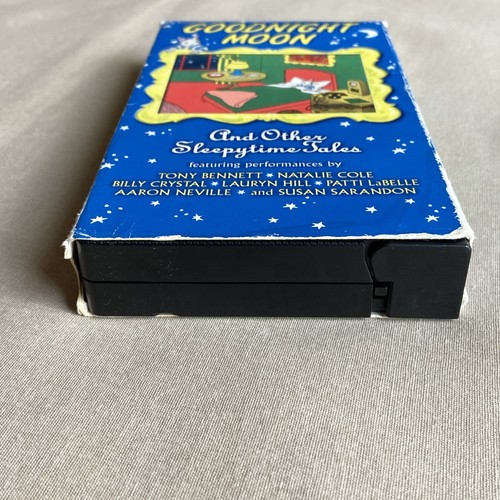 GOODNIGHT
MOON
And Other
Sleepytime Tales
featuring performances by
TONY BENNETT ★ NATALIE COLE
BILLY CRYSTAL ★ LAURYN HILL ★ PATTI LaBELLE
AARON NEVILLE ★ and SUSAN SARANDON